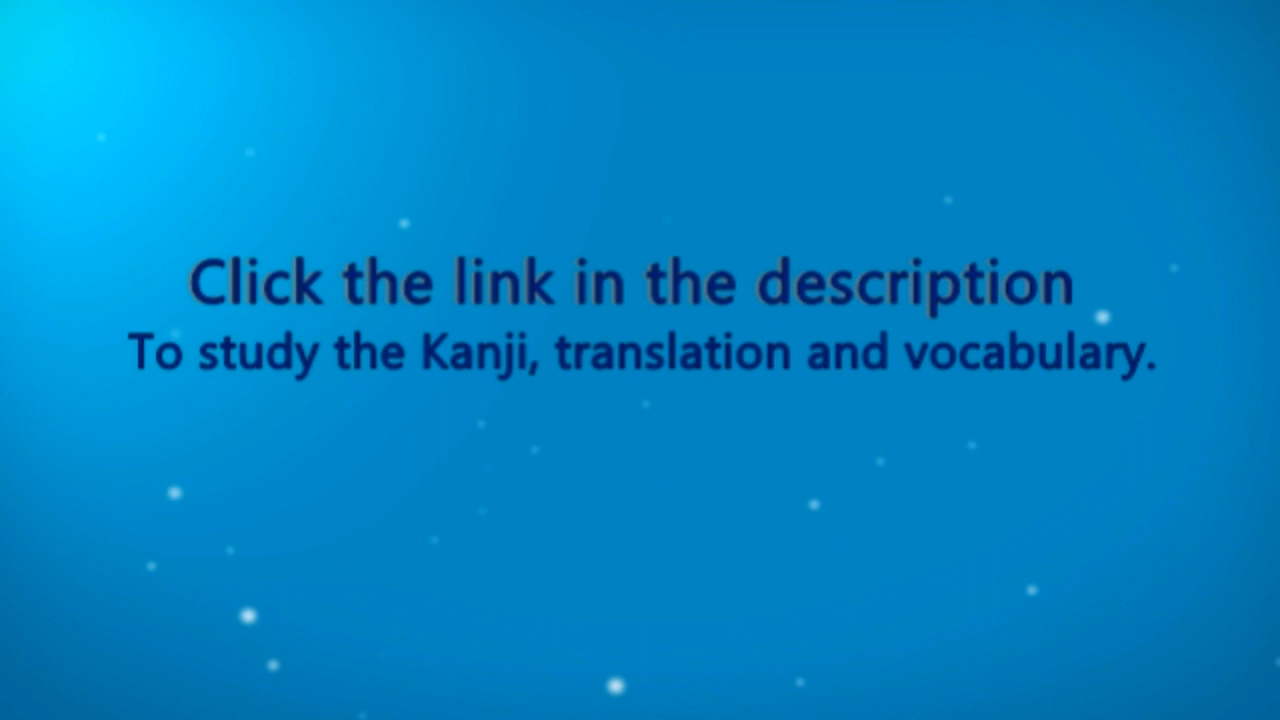 Click the link in the description
To study the Kanji, translation and vocabulary.